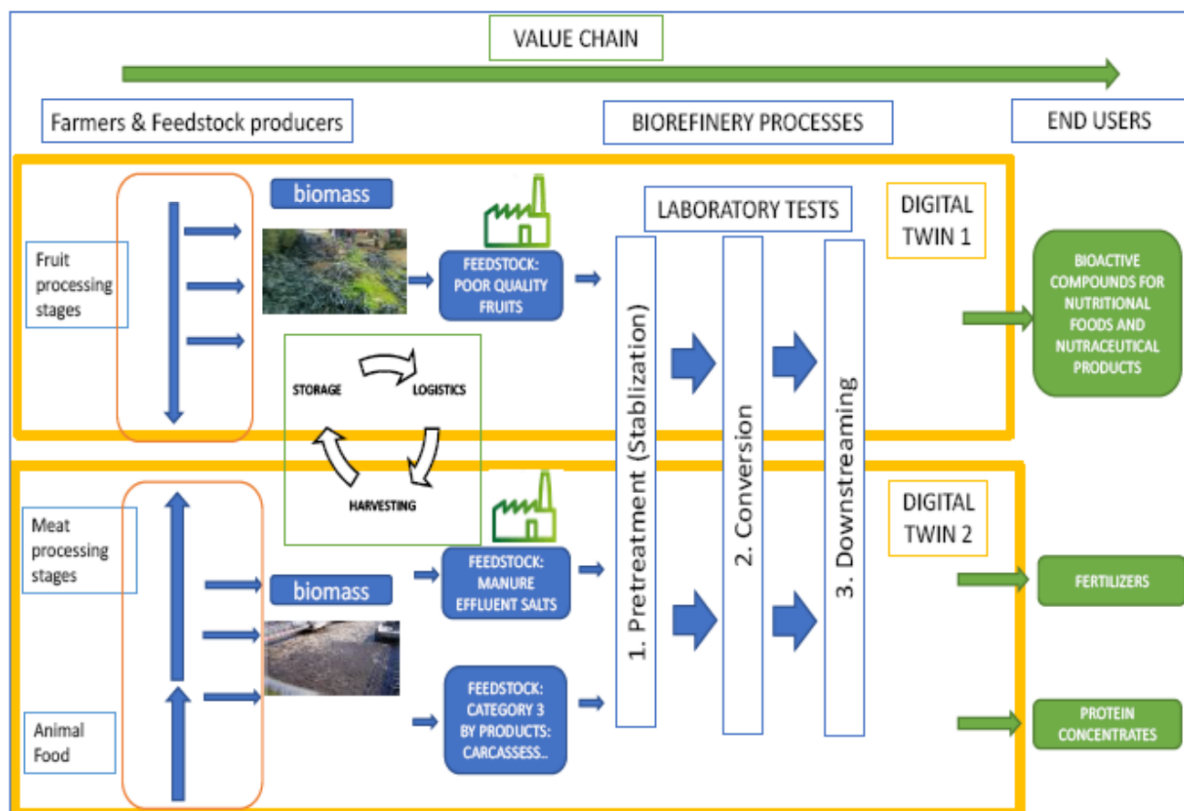 VALUE CHAIN
Farmers & Feedstock producers
BIOREFINERY PROCESSES
END USERS
biomass
LABORATORY TESTS
DIGITAL
TWIN 1
Fruit
processing
stages
FEEDSTOCK:
POOR QUALITY
FRUITS
BIOACTIVE
COMPOUNDS FOR
NUTRITIONAL
FOODS AND
NUTRACEUTICAL
PRODUCTS
STORAGE
LOGISTICS
HARVESTING
1. Pretreatment (Stablization)
2. Conversion
3. Downstreaming
Meat
processing
stages
DIGITAL
TWIN 2
biomass
FEEDSTOCK:
MANURE
EFFLUENT SALTS
FERTILIZERS
Animal
Food
FEEDSTOCK:
CATEGORY 3
BY PRODUCTS:
CARCASSESS..
PROTEIN
CONCENTRATES